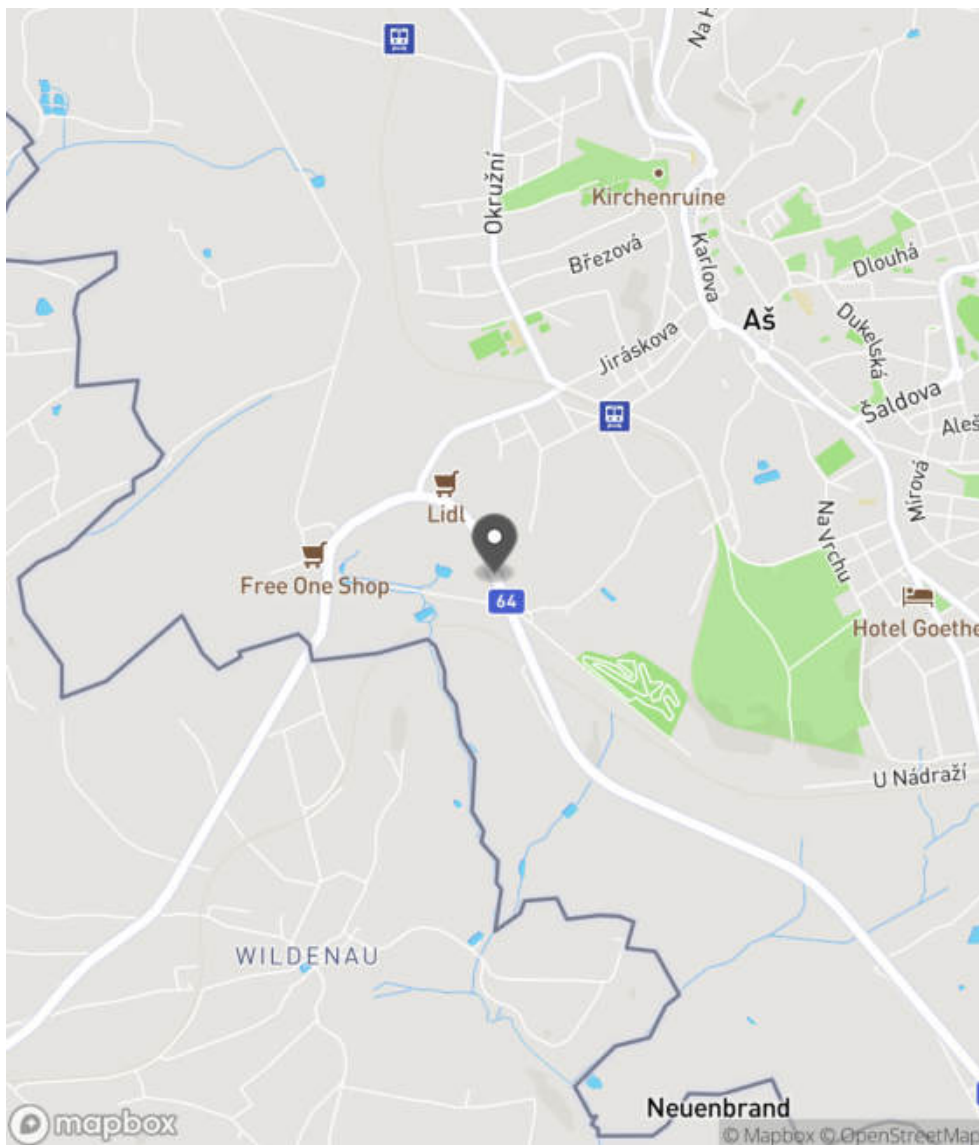 Na H
Okružní
Kirchenruine
Březová
Karlova
Dlouhá
Aš
Dukelská
Jiráskova
Šaldova
Aleš
Mírová
Lidl
Na Vrchu
Free One Shop
64
Hotel Goethe
U Nádraží
WILDENAU
Neuenbrand
mapbox
© Mapbox © OpenStreetMap